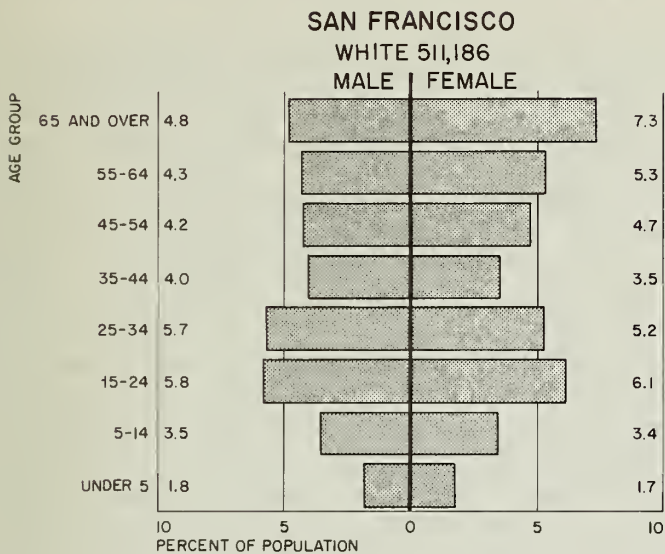 SAN FRANCISCO
WHITE 511,186
MALE FEMALE
AGE GROUP
65 AND OVER 4.8 7.3
55-64 4.3 5.3
45-54 4.2 4.7
35-44 4.0 3.5
25-34 5.7 5.2
15-24 5.8 6.1
5-14 3.5 3.4
UNDER 5 1.8 1.7
10 5 0 5 10
PERCENT OF POPULATION